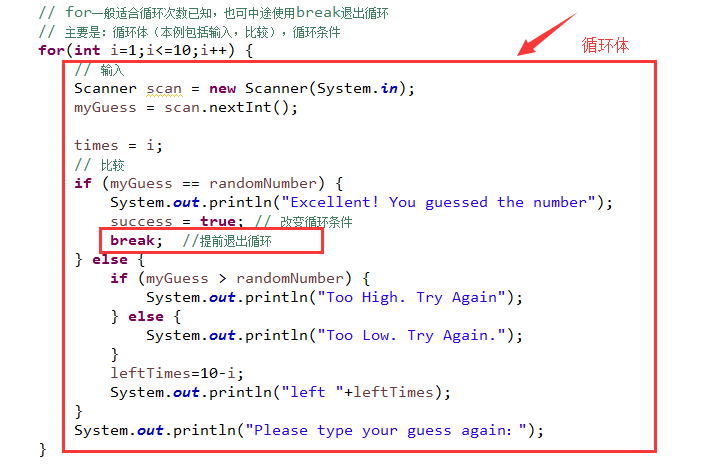 // for一般适合循环次数已知，也可中途使用break退出循环
// 主要是：循环体（本例包括输入，比较），循环条件
for(int i=1;i<=10;i++) {
循环体
// 输入
Scanner scan = new Scanner(System.in);
myGuess = scan.nextInt();
times = i;
// 比较
if (myGuess == randomNumber) {
System.out.println("Excellent! You guessed the number");
success = true; // 改变循环条件
break; //提前退出循环
} else {
if (myGuess > randomNumber) {
System.out.println("Too High. Try Again");
} else {
System.out.println("Too Low. Try Again.");
}
leftTimes=10-i;
System.out.println("left "+leftTimes);
}
System.out.println("Please type your guess again：");
}